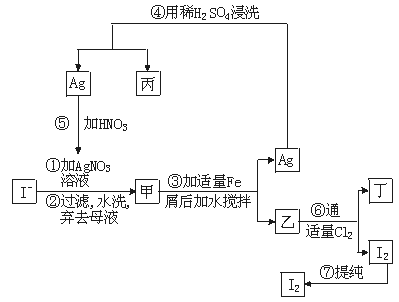 ④用稀H₂SO₄浸洗
Ag
丙
⑤ 加HNO₃
①加AgNO₃
溶液
I⁻
②过滤,水洗,
弃去母液
甲
③加适量Fe
屑后加水搅拌
Ag
乙
⑥通
适量Cl₂
丁
I₂
⑦提纯
I₂